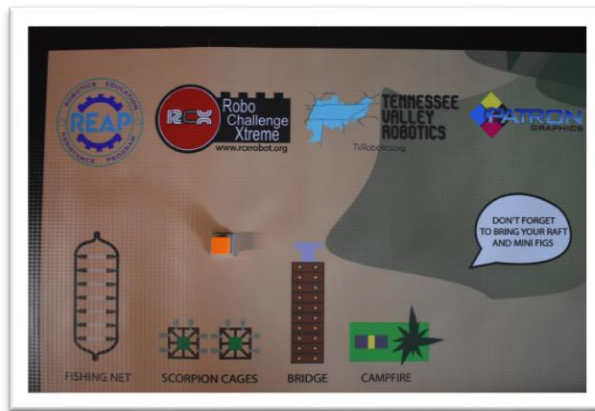 ROBOTICS EDUCATION
REAP
ASSISTANCE PROGRAM
RCX
Robo
Challenge
Xtreme
www.rcxrobot.org
TENNESSEE
VALLEY
ROBOTICS
TVRobotics.org
PATRON
GRAPHICS
DON'T FORGET
TO BRING YOUR RAFT
AND MINI FIGS
FISHING NET
SCORPION CAGES
BRIDGE
CAMPFIRE